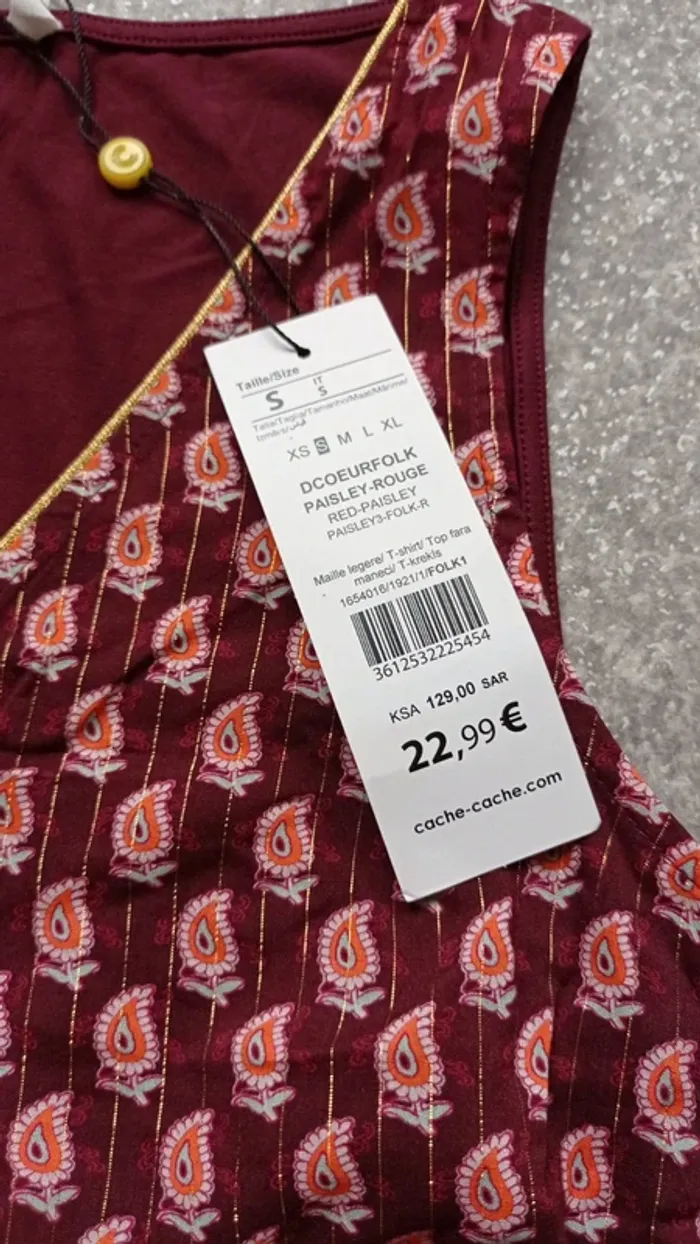 Taille/Size
S
IT
S
Talla/Taglia/Tamanho/Maat/Mărime/
Izmērs/قياس
XS S M L XL
DCOEURFOLK
PAISLEY-ROUGE
RED-PAISLEY
PAISLEY3-FOLK-R
Maille legere/ T-shirt/ Top fara
maneci/ T-krekls
1654016/1921/1/FOLK1
3612532225454
KSA 129,00 SAR
22,99€
cache-cache.com